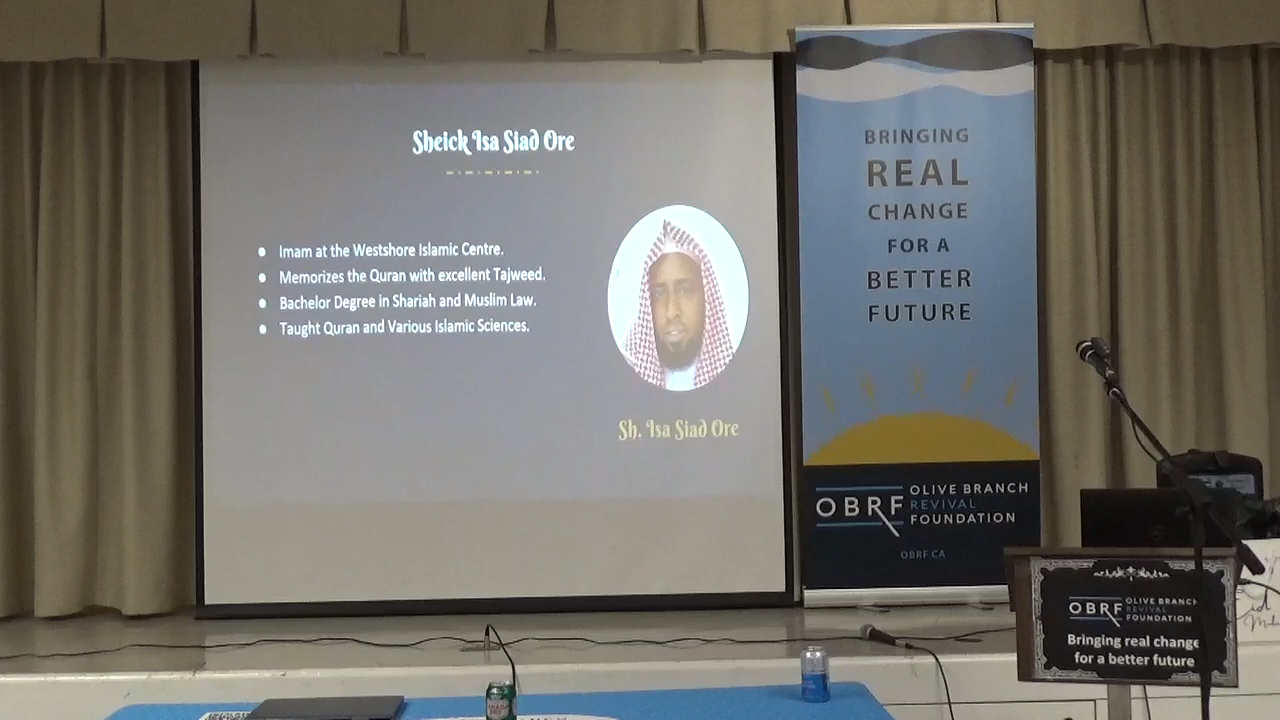 Sheick Isa Siad Ore
Imam at the Westshore Islamic Centre.
Memorizes the Quran with excellent Tajweed.
Bachelor Degree in Shariah and Muslim Law.
Taught Quran and Various Islamic Sciences.
Sh. Isa Siad Ore
BRINGING
REAL
CHANGE
FOR A
BETTER
FUTURE
OBRF
OLIVE BRANCH
REVIVAL
FOUNDATION
OBRF.CA
OBRF
OLIVE BRANCH
REVIVAL
FOUNDATION
Bringing real change
for a better future